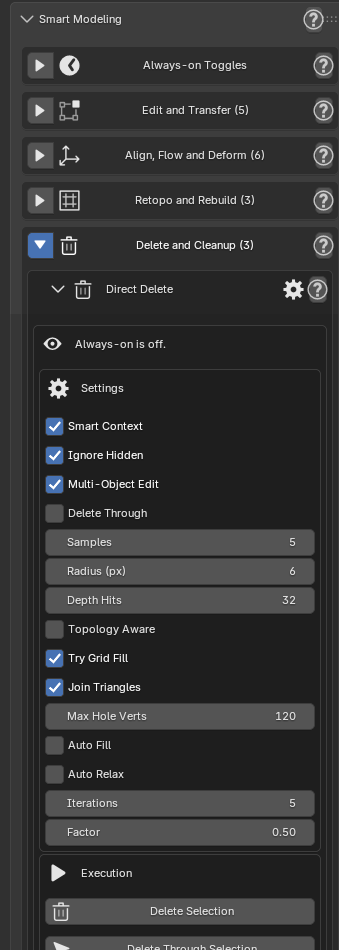 Smart Modeling
Always-on Toggles
Edit and Transfer (5)
Align, Flow and Deform (6)
Retopo and Rebuild (3)
Delete and Cleanup (3)
Direct Delete
Always-on is off.
Settings
Smart Context
Ignore Hidden
Multi-Object Edit
Delete Through
Samples 5
Radius (px) 6
Depth Hits 32
Topology Aware
Try Grid Fill
Join Triangles
Max Hole Verts 120
Auto Fill
Auto Relax
Iterations 5
Factor 0.50
Execution
Delete Selection
Delete Through Selection